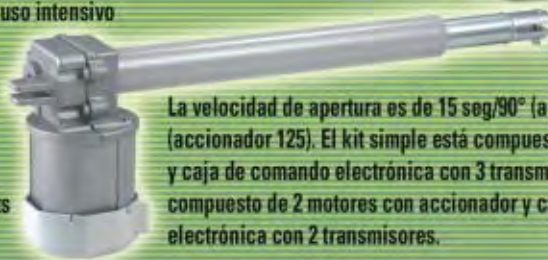 uso intensivo
La velocidad de apertura es de 15 seg/90° (a
(accionador 125). El kit simple está compues
y caja de comando electrónica con 3 transm
s compuesto de 2 motores con accionador y c
electrónica con 2 transmisores.